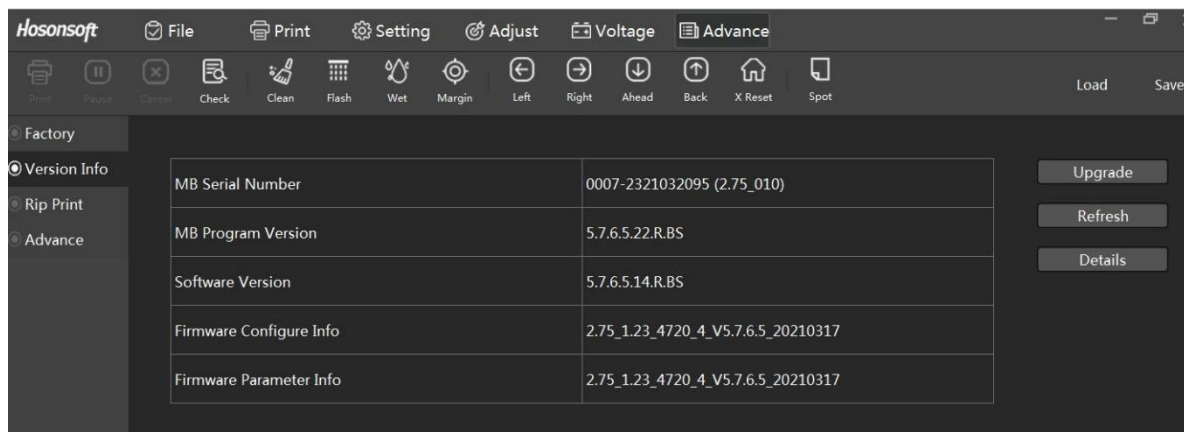 Hosonsoft File Print Setting Adjust Voltage Advance
Print Pause Cancel Check Clean Flash Wet Margin Left Right Ahead Back X Reset Spot Load Save
Factory
Version Info
Rip Print
Advance
MB Serial Number 0007-2321032095 (2.75_010)
MB Program Version 5.7.6.5.22.R.BS
Software Version 5.7.6.5.14.R.BS
Firmware Configure Info 2.75_1.23_4720_4_V5.7.6.5_20210317
Firmware Parameter Info 2.75_1.23_4720_4_V5.7.6.5_20210317
Upgrade
Refresh
Details